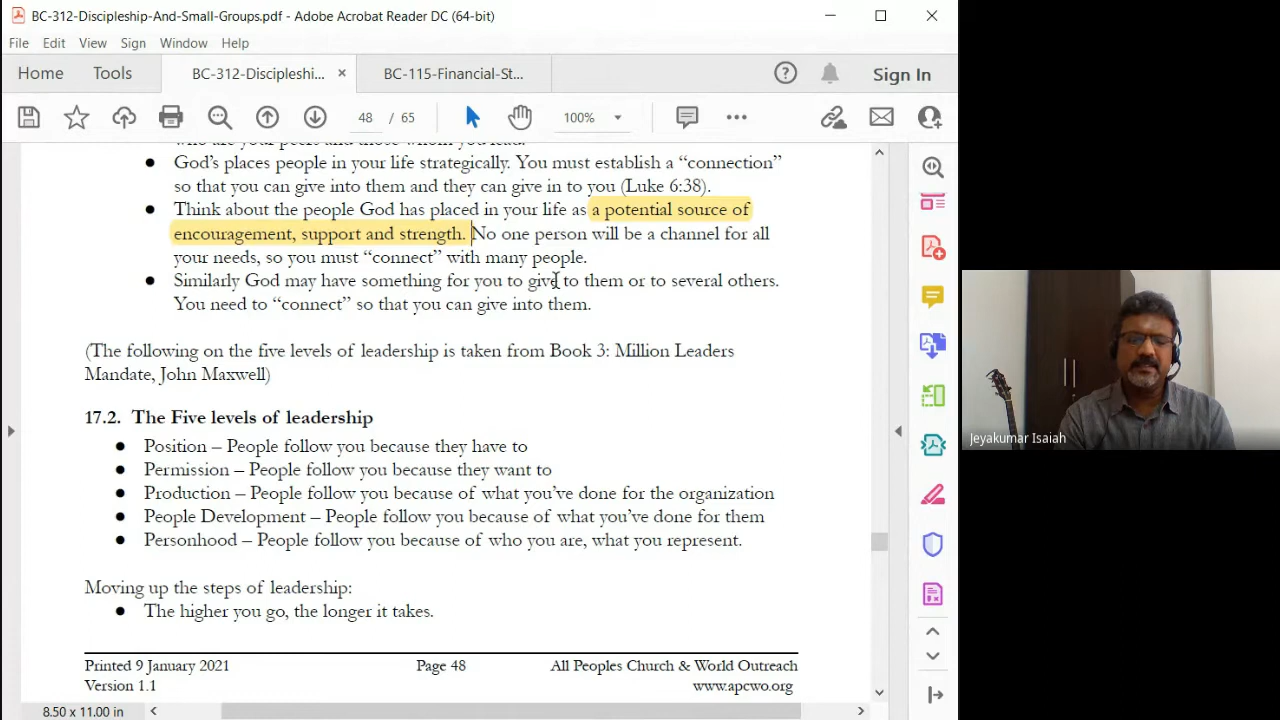 BC-312-Discipleship-And-Small-Groups.pdf - Adobe Acrobat Reader DC (64-bit)
File Edit View Sign Window Help
Home Tools BC-312-Discipleshi... × BC-115-Financial-St... Sign In
48 / 65 100%
who are your peers and those whom you lead.
● God's places people in your life strategically. You must establish a “connection”
so that you can give into them and they can give in to you (Luke 6:38).
● Think about the people God has placed in your life as a potential source of
encouragement, support and strength. No one person will be a channel for all
your needs, so you must “connect” with many people.
● Similarly God may have something for you to give to them or to several others.
You need to “connect” so that you can give into them.
(The following on the five levels of leadership is taken from Book 3: Million Leaders
Mandate, John Maxwell)
17.2. The Five levels of leadership
● Position – People follow you because they have to
● Permission – People follow you because they want to
● Production – People follow you because of what you've done for the organization
● People Development – People follow you because of what you've done for them
● Personhood – People follow you because of who you are, what you represent.
Moving up the steps of leadership:
● The higher you go, the longer it takes.
Printed 9 January 2021 Page 48 All Peoples Church & World Outreach
Version 1.1 www.apcwo.org
8.50 x 11.00 in
Jeyakumar Isaiah